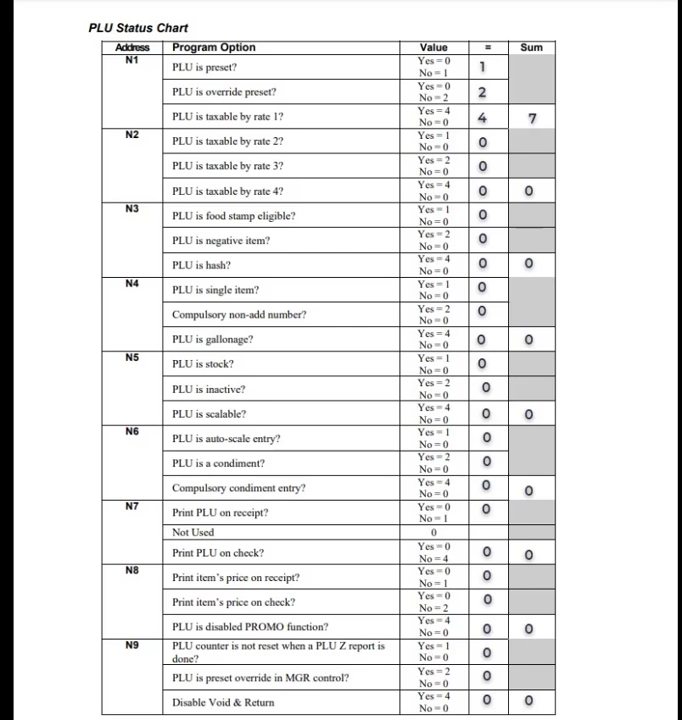 PLU Status Chart
Address Program Option Value = Sum
N1 PLU is preset? Yes = 0 No = 1 1
PLU is override preset? Yes = 0 No = 2 2
PLU is taxable by rate 1? Yes = 4 No = 0 4 7
N2 PLU is taxable by rate 2? Yes = 1 No = 0 0
PLU is taxable by rate 3? Yes = 2 No = 0 0
PLU is taxable by rate 4? Yes = 4 No = 0 0 0
N3 PLU is food stamp eligible? Yes = 1 No = 0 0
PLU is negative item? Yes = 2 No = 0 0
PLU is hash? Yes = 4 No = 0 0 0
N4 PLU is single item? Yes = 1 No = 0 0
Compulsory non-add number? Yes = 2 No = 0 0
PLU is gallonage? Yes = 4 No = 0 0 0
N5 PLU is stock? Yes = 1 No = 0 0
PLU is inactive? Yes = 2 No = 0 0
PLU is scalable? Yes = 4 No = 0 0 0
N6 PLU is auto-scale entry? Yes = 1 No = 0 0
PLU is a condiment? Yes = 2 No = 0 0
Compulsory condiment entry? Yes = 4 No = 0 0 0
N7 Print PLU on receipt? Yes = 0 No = 1 0
Not Used 0
Print PLU on check? Yes = 0 No = 4 0 0
N8 Print item's price on receipt? Yes = 0 No = 1 0
Print item's price on check? Yes = 0 No = 2 0
PLU is disabled PROMO function? Yes = 4 No = 0 0 0
N9 PLU counter is not reset when a PLU Z report is done? Yes = 1 No = 0 0
PLU is preset override in MGR control? Yes = 2 No = 0 0
Disable Void & Return Yes = 4 No = 0 0 0